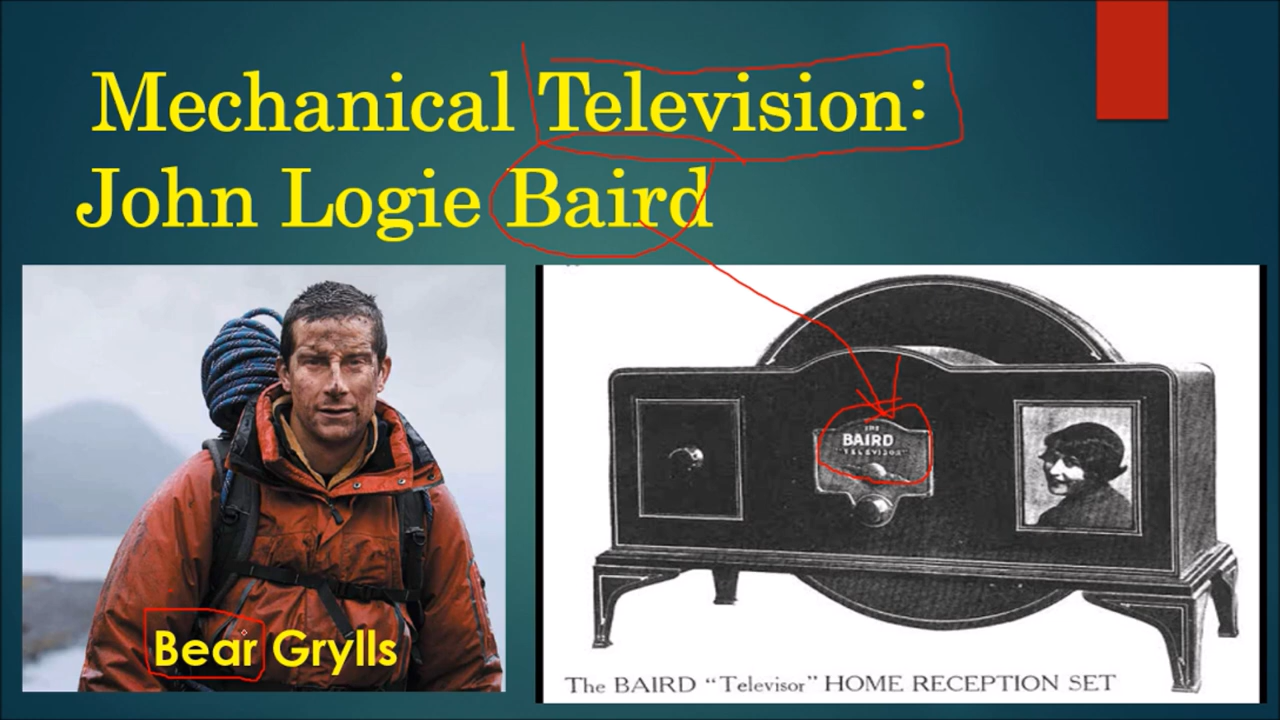 Mechanical Television:
John Logie Baird
Bear Grylls
THE
BAIRD
"TELEVISOR"
The BAIRD "Televisor" HOME RECEPTION SET